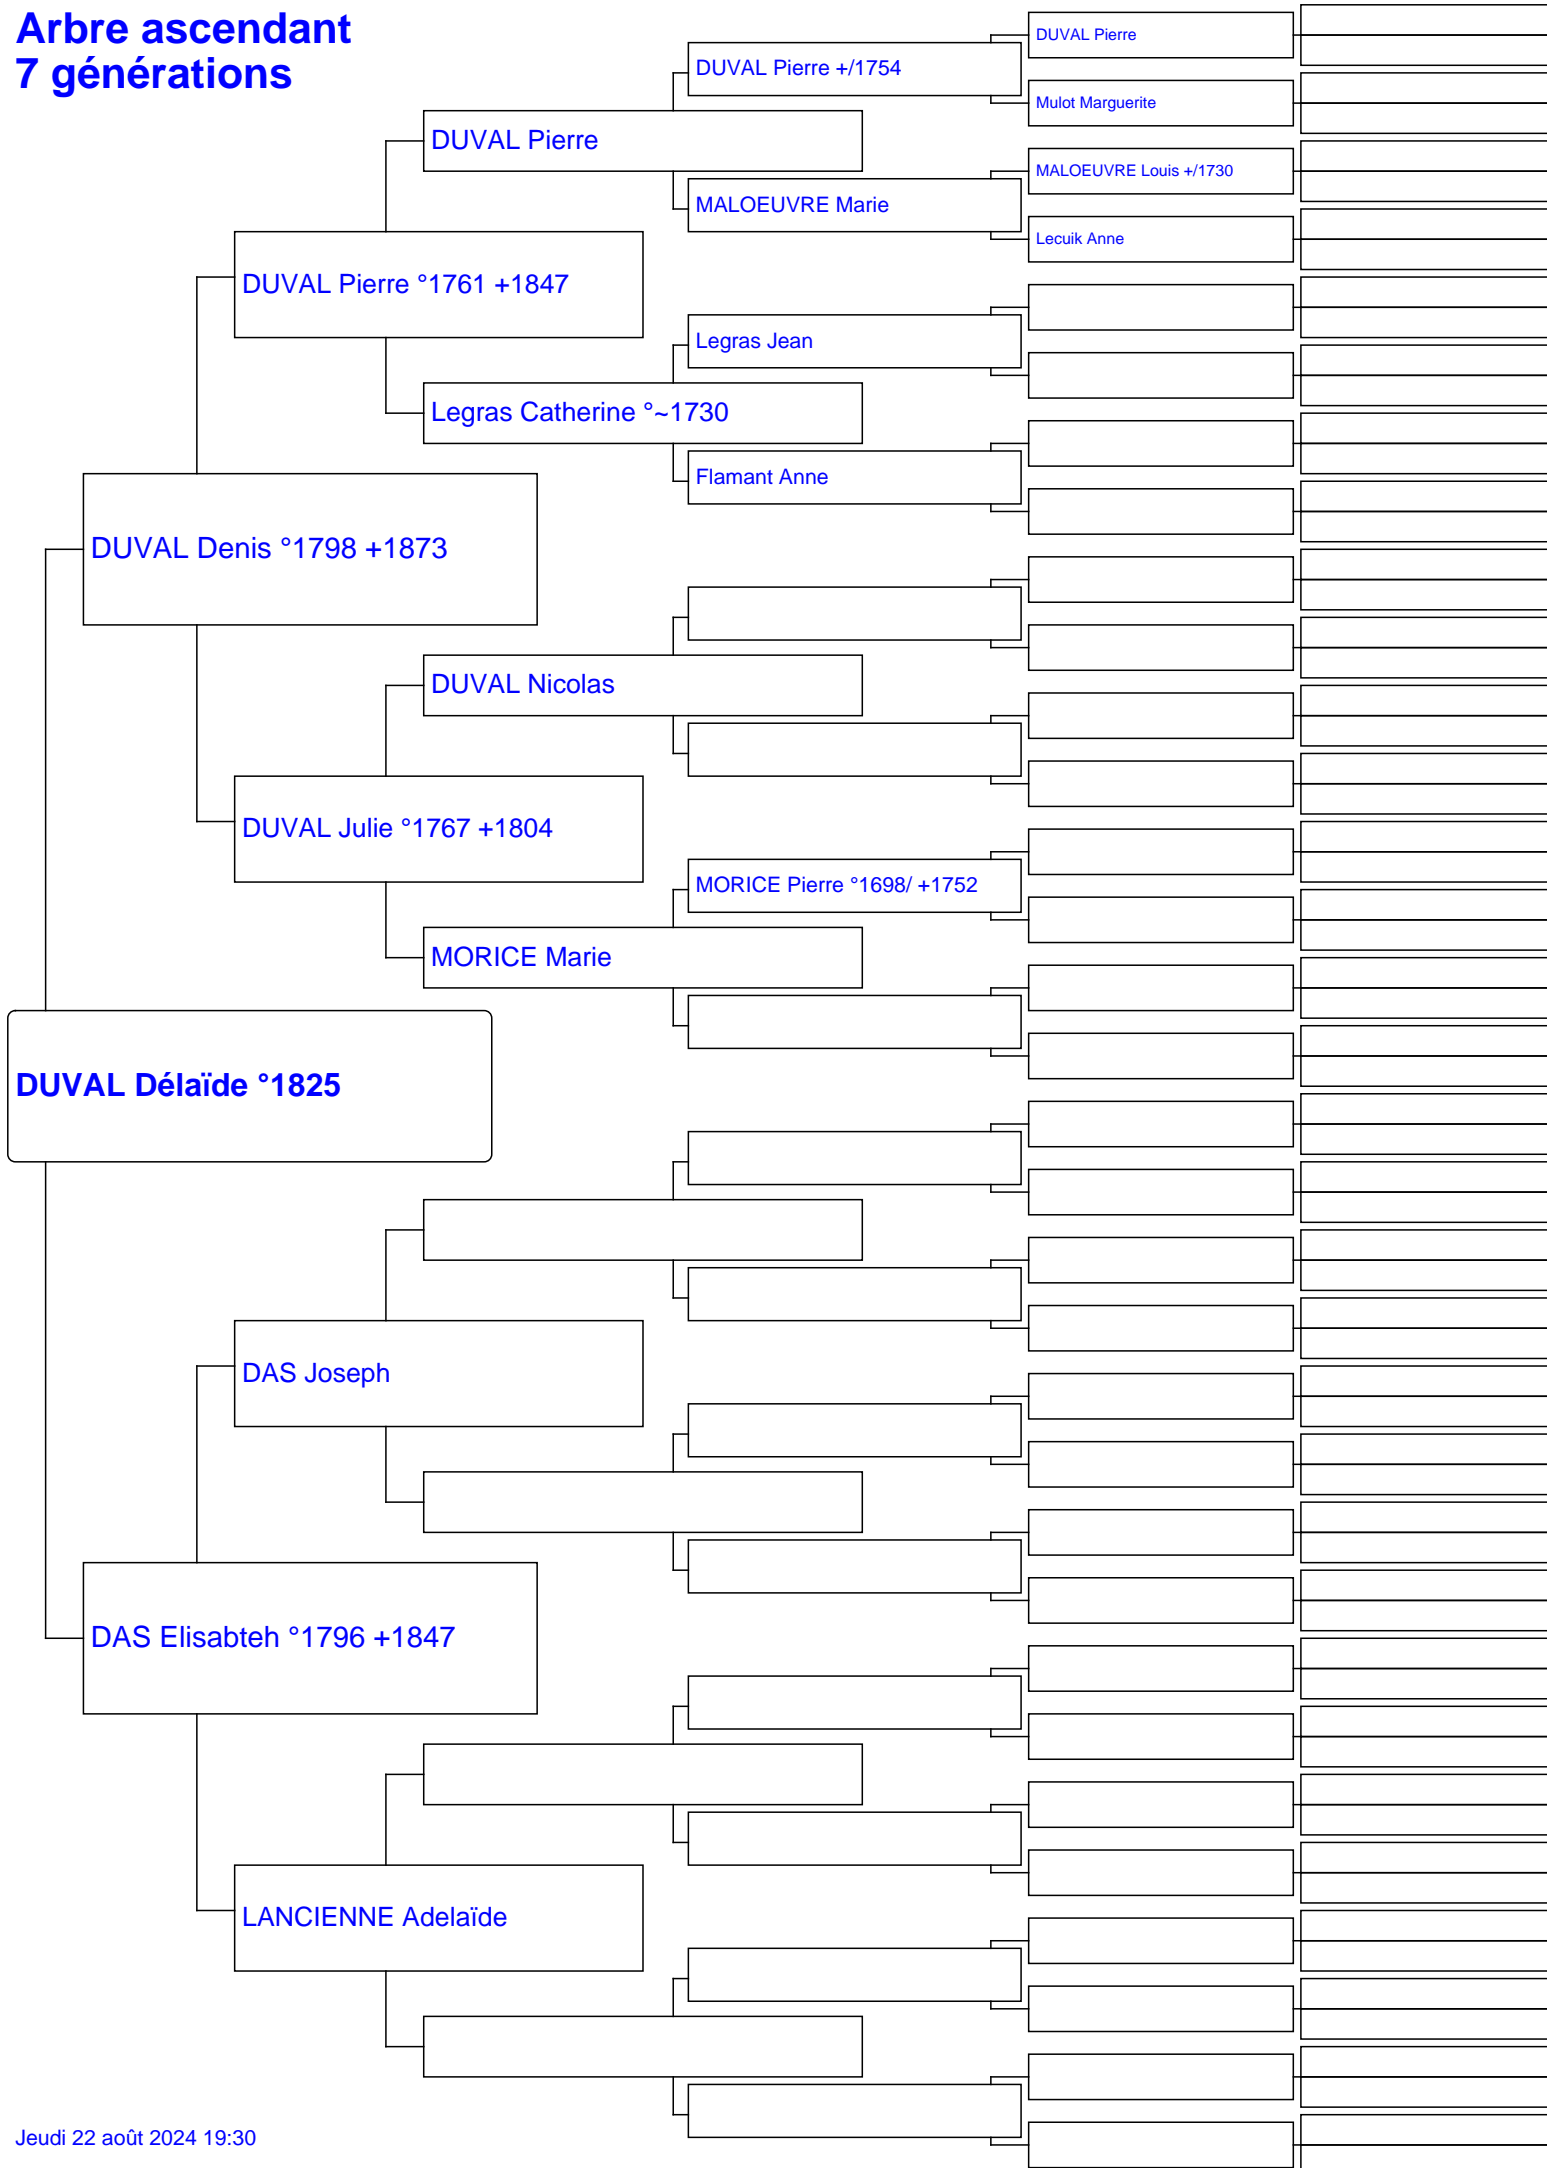 Arbre ascendant
7 générations
DUVAL Pierre
DUVAL Pierre +/1754
Mulot Marguerite
DUVAL Pierre
MALOEUVRE Louis +/1730
MALOEUVRE Marie
Lecuik Anne
DUVAL Pierre °1761 +1847
Legras Jean
Legras Catherine °~1730
Flamant Anne
DUVAL Denis °1798 +1873
DUVAL Nicolas
DUVAL Julie °1767 +1804
MORICE Pierre °1698/ +1752
MORICE Marie
DUVAL Délaïde °1825
DAS Joseph
DAS Elisabteh °1796 +1847
LANCIENNE Adelaïde
Jeudi 22 août 2024 19:30